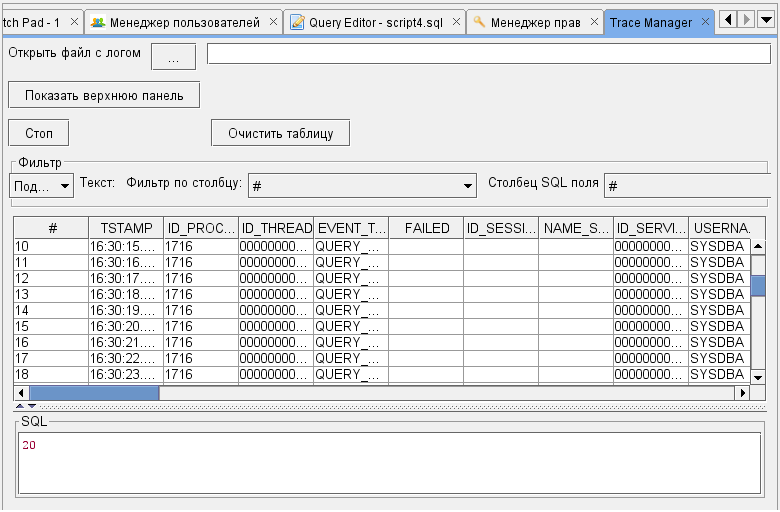 tch Pad - 1 Менеджер пользователей Query Editor - script4.sql Менеджер прав Trace Manager
Открыть файл с логом ...
Показать верхнюю панель
Стоп Очистить таблицу
Фильтр
Под... Текст: Фильтр по столбцу: # Столбец SQL поля #
# TSTAMP ID_PROC... ID_THREAD EVENT_T... FAILED ID_SESSI... NAME_S... ID_SERVI... USERNA.
10 16:30:15.... 1716 00000000... QUERY_... 00000000... SYSDBA
11 16:30:16.... 1716 00000000... QUERY_... 00000000... SYSDBA
12 16:30:17.... 1716 00000000... QUERY_... 00000000... SYSDBA
13 16:30:18.... 1716 00000000... QUERY_... 00000000... SYSDBA
14 16:30:19.... 1716 00000000... QUERY_... 00000000... SYSDBA
15 16:30:20.... 1716 00000000... QUERY_... 00000000... SYSDBA
16 16:30:21.... 1716 00000000... QUERY_... 00000000... SYSDBA
17 16:30:22.... 1716 00000000... QUERY_... 00000000... SYSDBA
18 16:30:23.... 1716 00000000... QUERY_... 00000000... SYSDBA
SQL
20